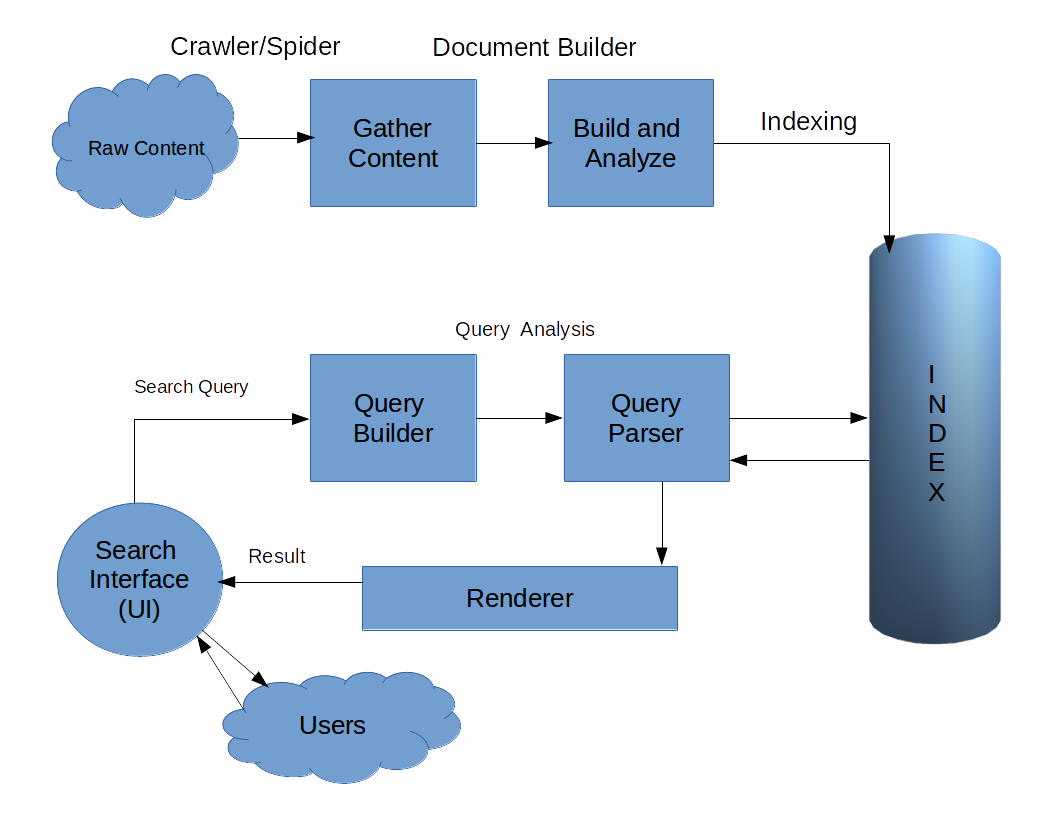 Crawler/Spider
Document Builder
Raw Content
Gather
Content
Build and
Analyze
Indexing
Query Analysis
Search Query
Query
Builder
Query
Parser
I
N
D
E
X
Search
Interface
(UI)
Result
Renderer
Users